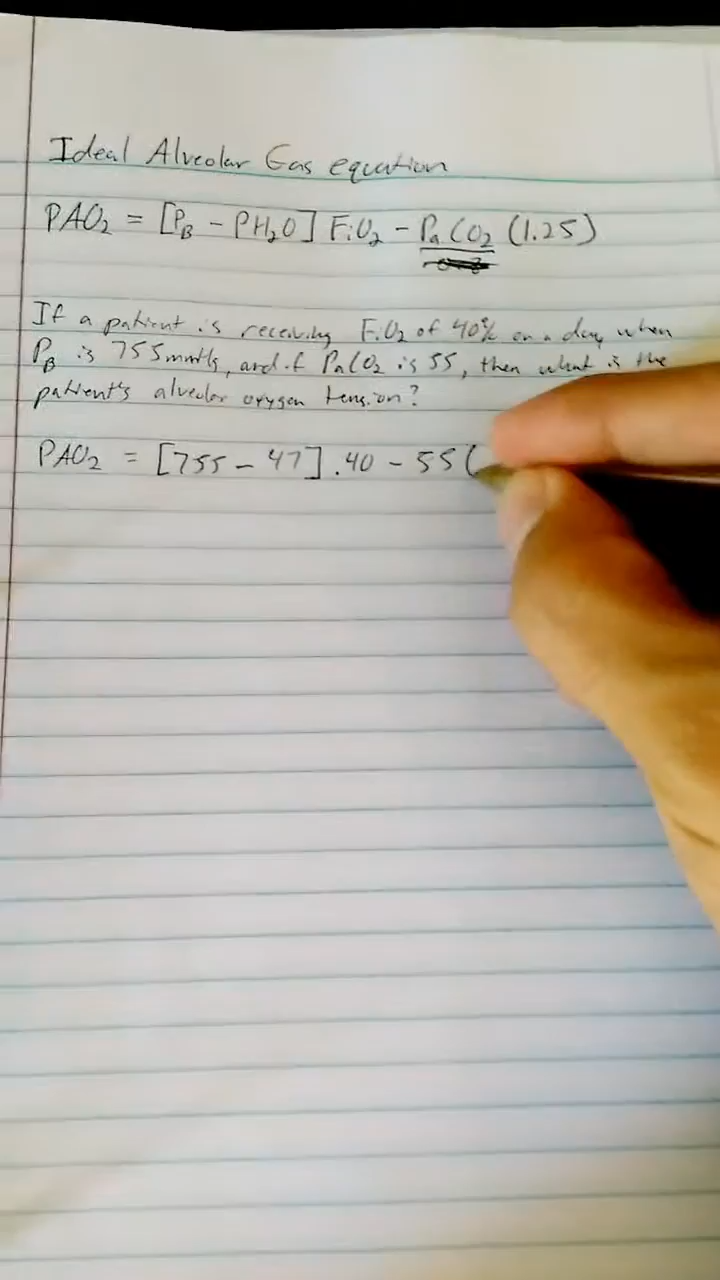 Ideal Alveolar Gas equation
PAO₂ = [P_B - PH₂O] FiO₂ - PaCO₂ (1.25)
If a patient is receiving FiO₂ of 40% on a day when
P_B is 755mmHg, and if PaCO₂ is 55, then what is the
patient's alveolar oxygen tension?
PAO₂ = [755 - 47] .40 - 55 (